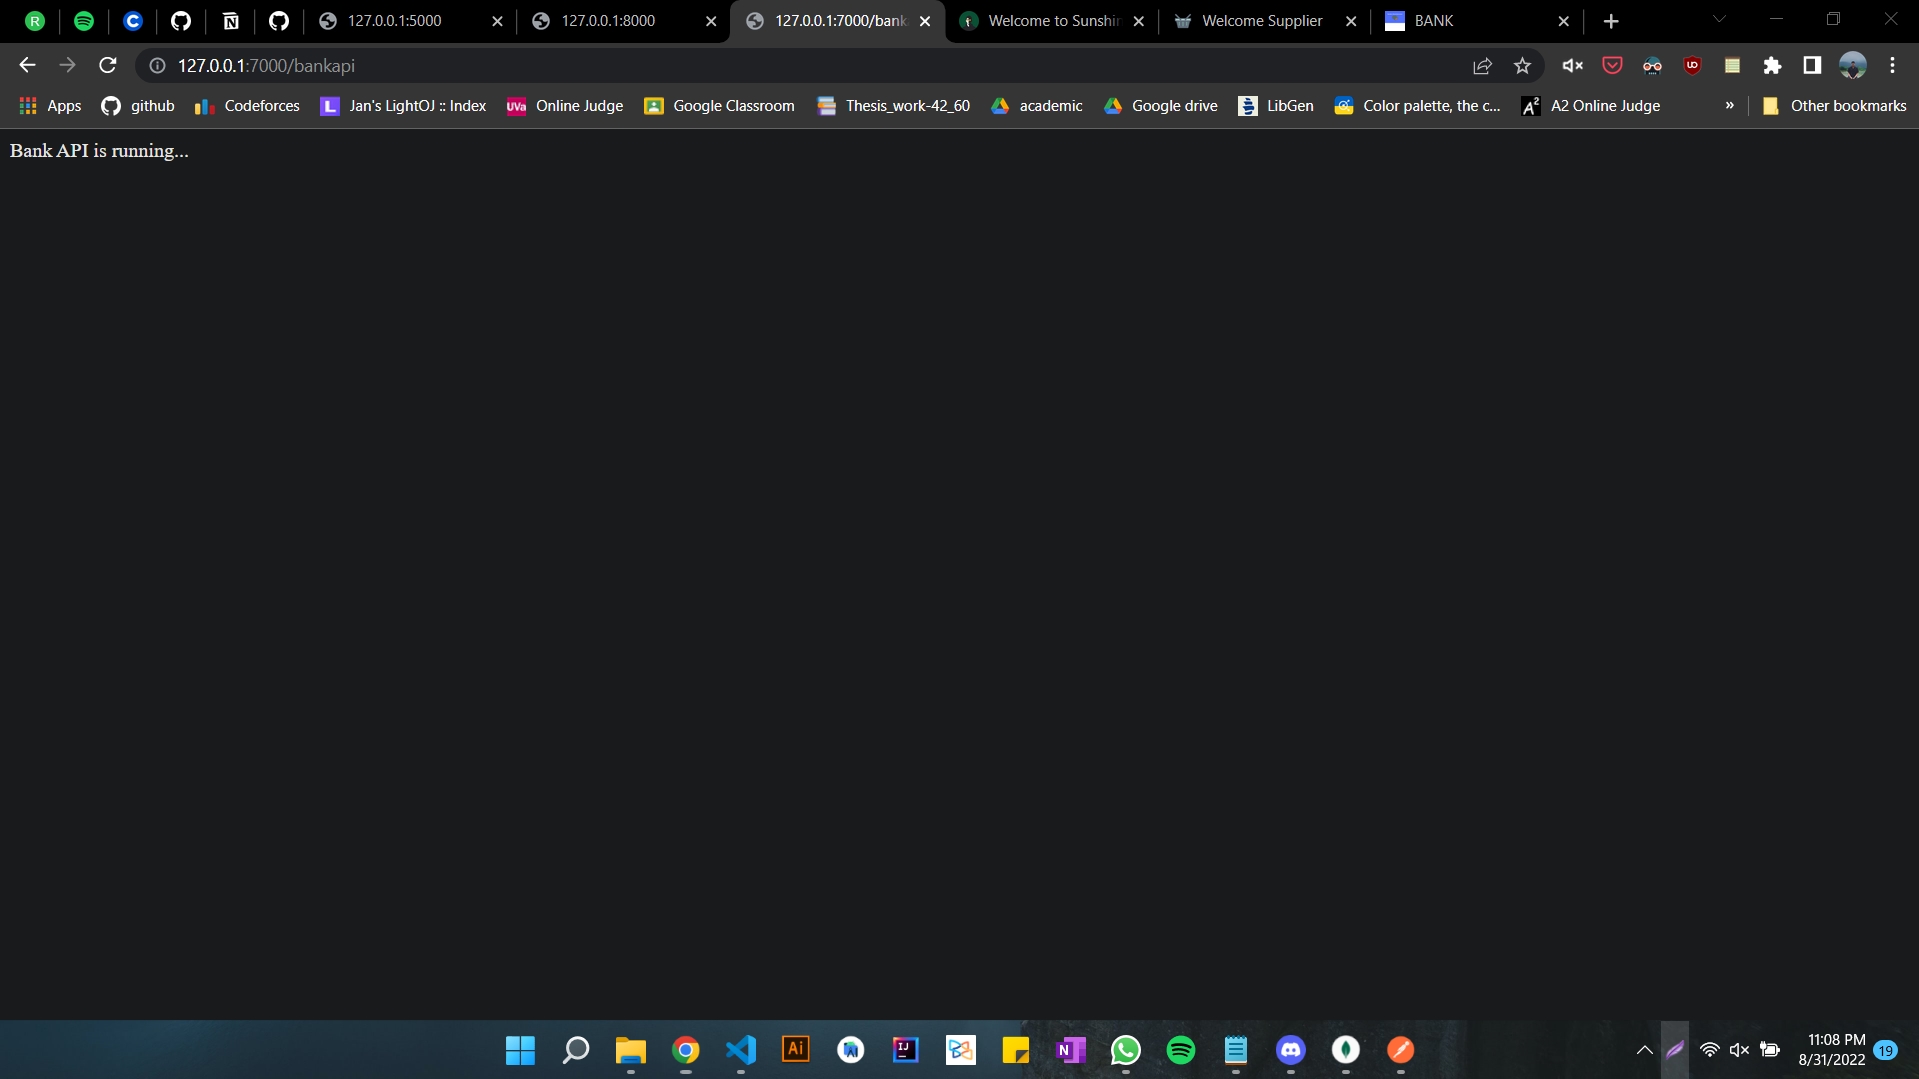 127.0.0.1:5000
127.0.0.1:8000
127.0.0.1:7000/bank
Welcome to Sunshin
Welcome Supplier
BANK
127.0.0.1:7000/bankapi
Apps
github
Codeforces
L Jan's LightOJ :: Index
UVa Online Judge
Google Classroom
Thesis_work-42_60
academic
Google drive
LibGen
Color palette, the c...
A2 Online Judge
»
Other bookmarks
Bank API is running...
Ai
IJ
N
11:08 PM
8/31/2022
19